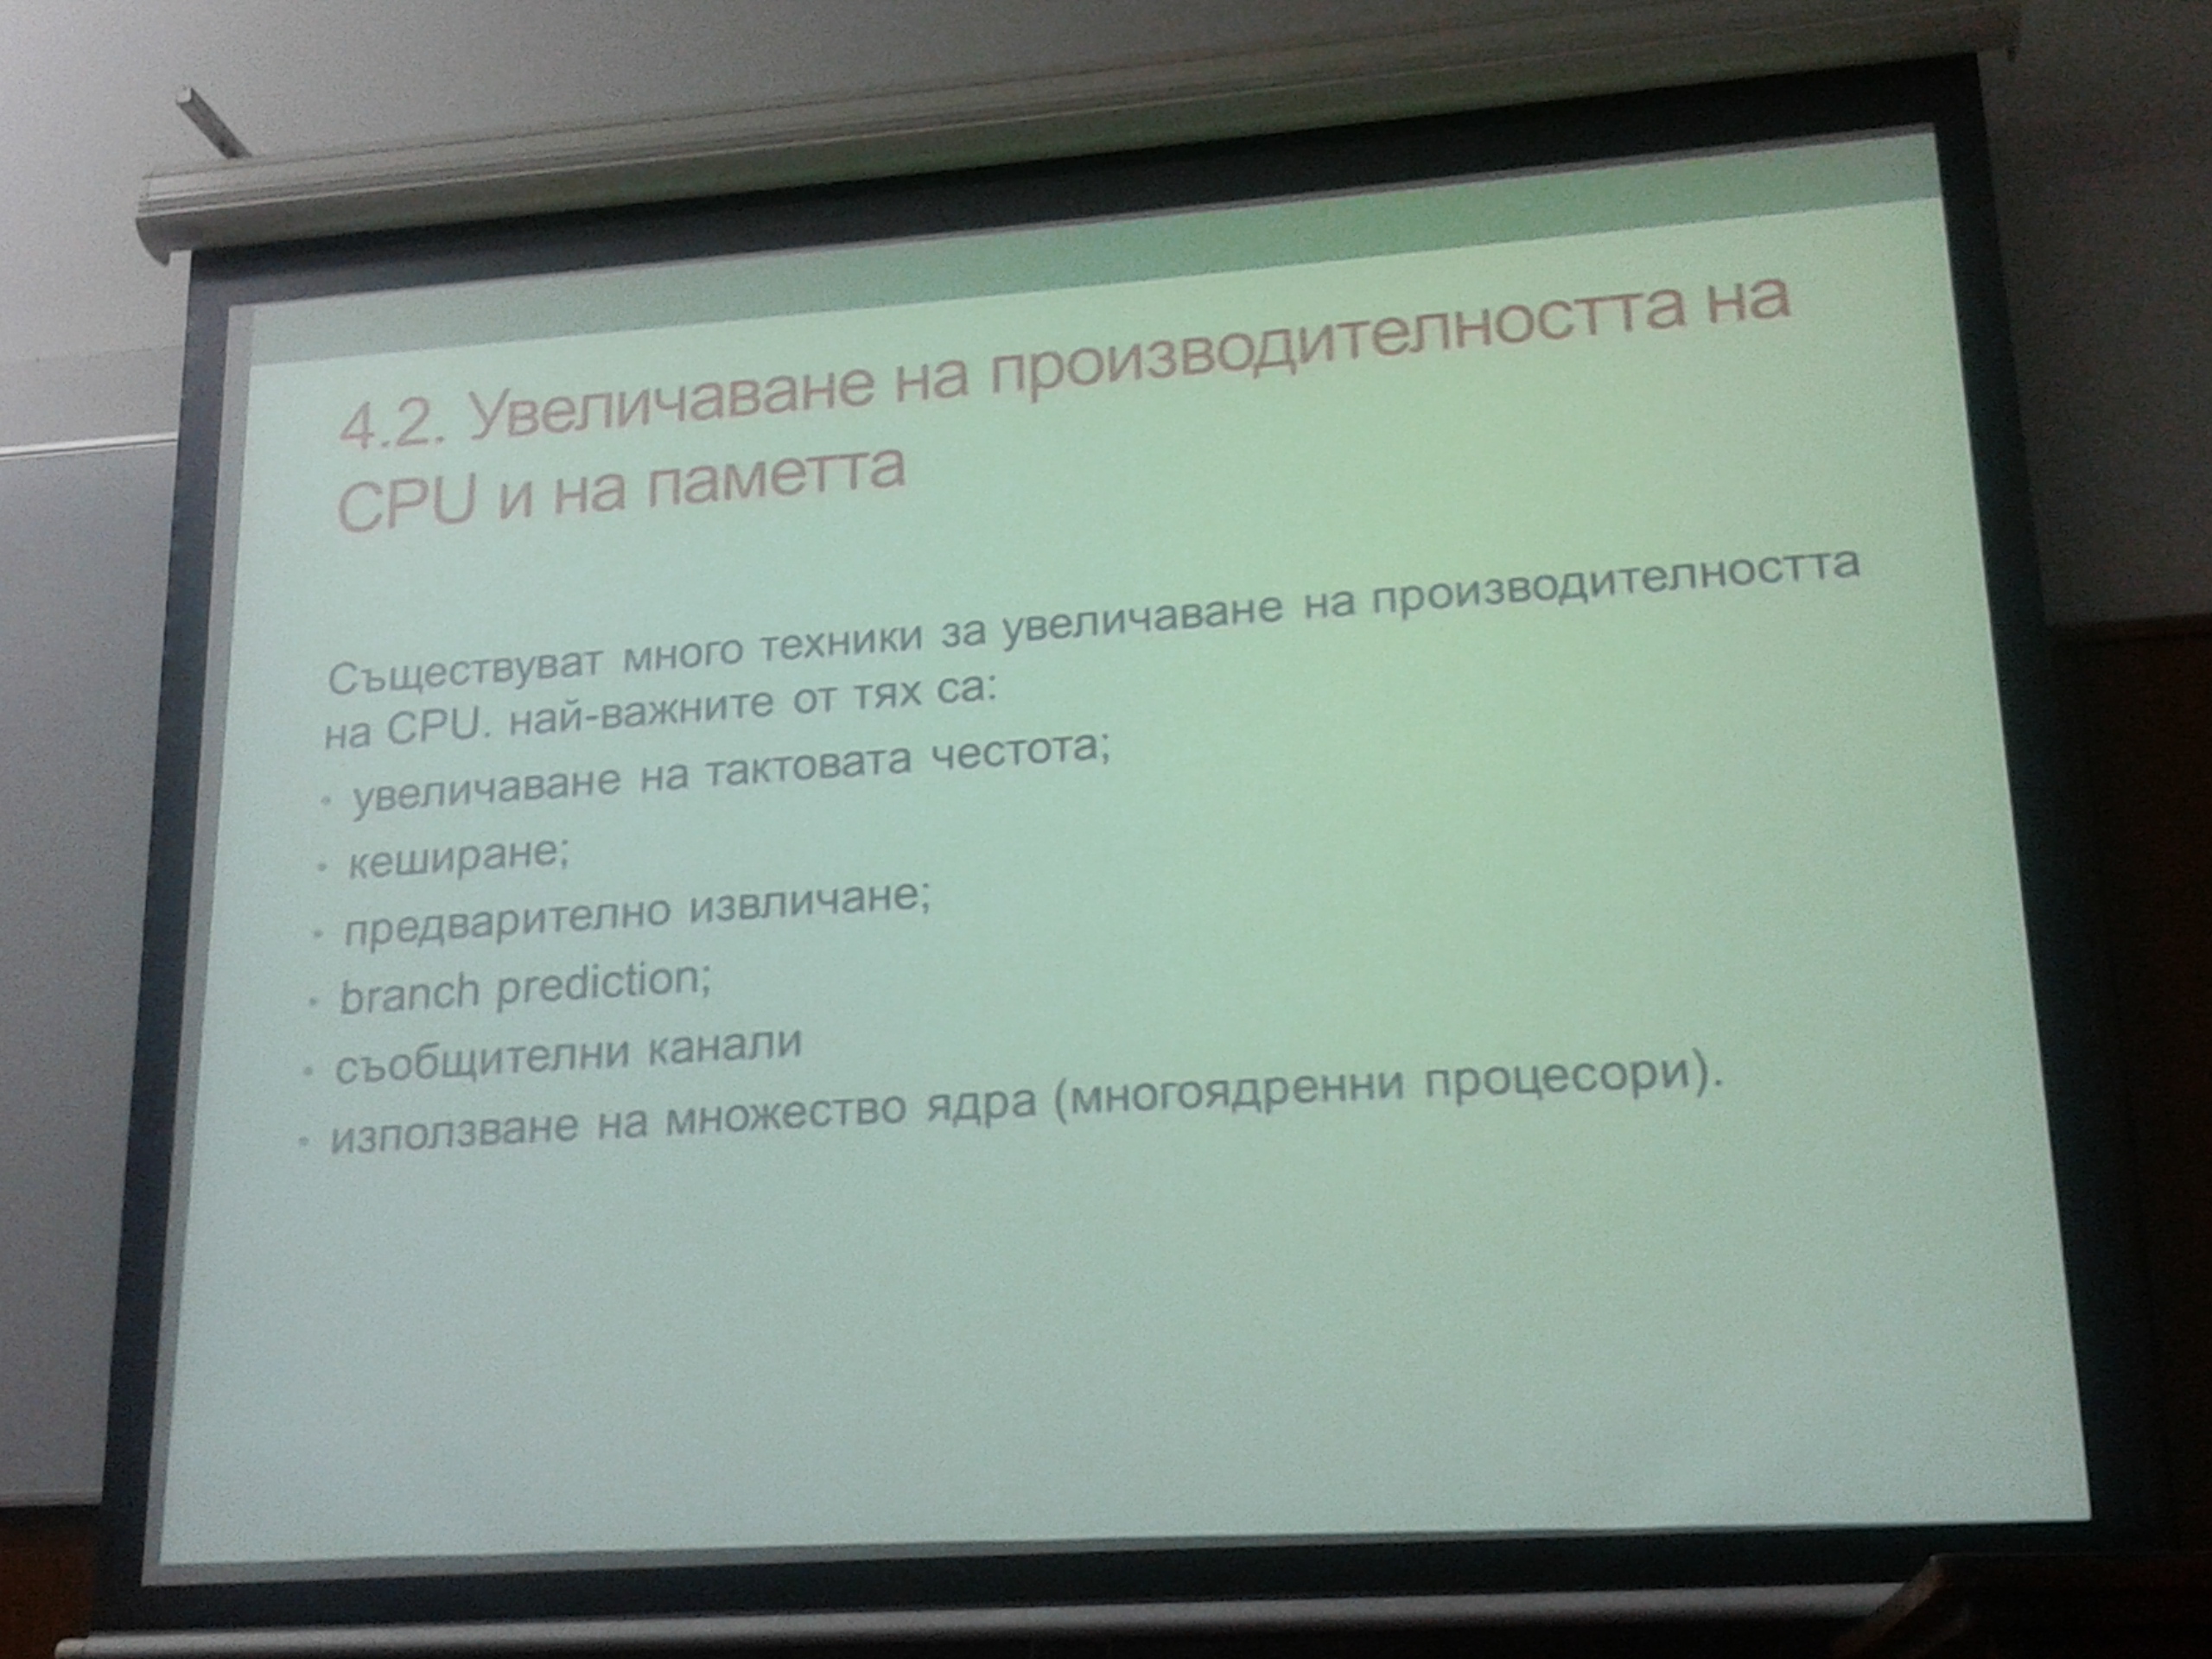 4.2. Увеличаване на производителността на
CPU и на паметта
Съществуват много техники за увеличаване на производителността
на CPU. най-важните от тях са:
• увеличаване на тактовата честота;
• кеширане;
• предварително извличане;
• branch prediction;
• съобщителни канали
• използване на множество ядра (многоядренни процесори).